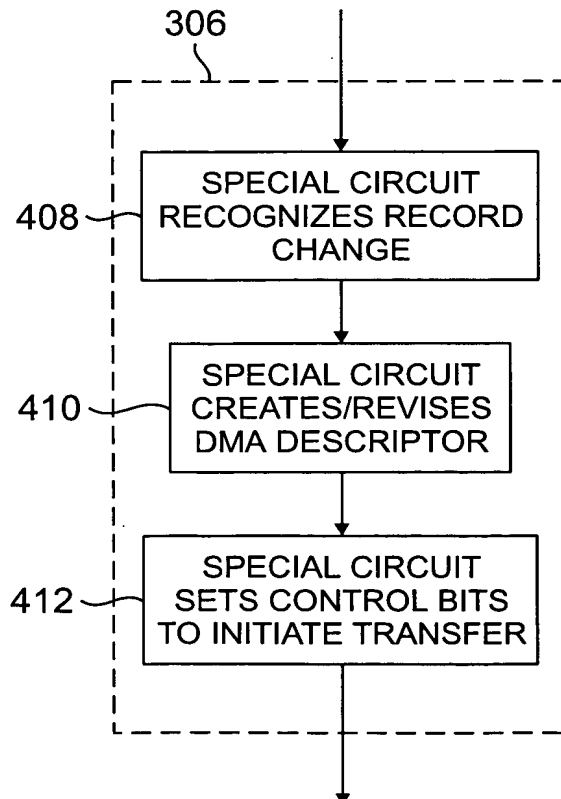 306
408
SPECIAL CIRCUIT
RECOGNIZES RECORD
CHANGE
410
SPECIAL CIRCUIT
CREATES/REVISES
DMA DESCRIPTOR
412
SPECIAL CIRCUIT
SETS CONTROL BITS
TO INITIATE TRANSFER